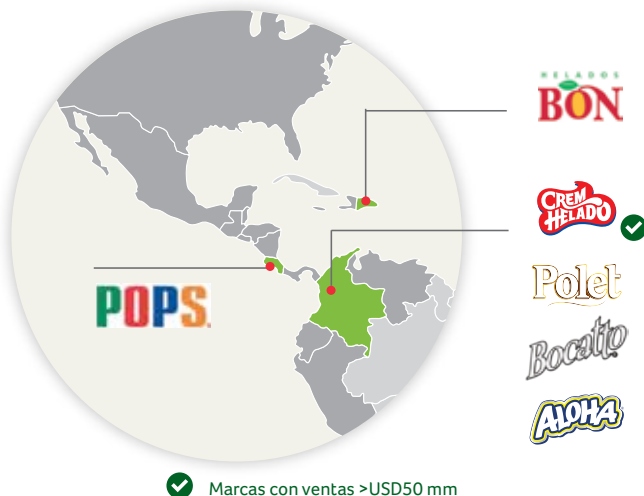 HELADOS
BON
CREM
HELADO
Polet
POPS.
Bocatto
ALOHA
Marcas con ventas >USD50 mm